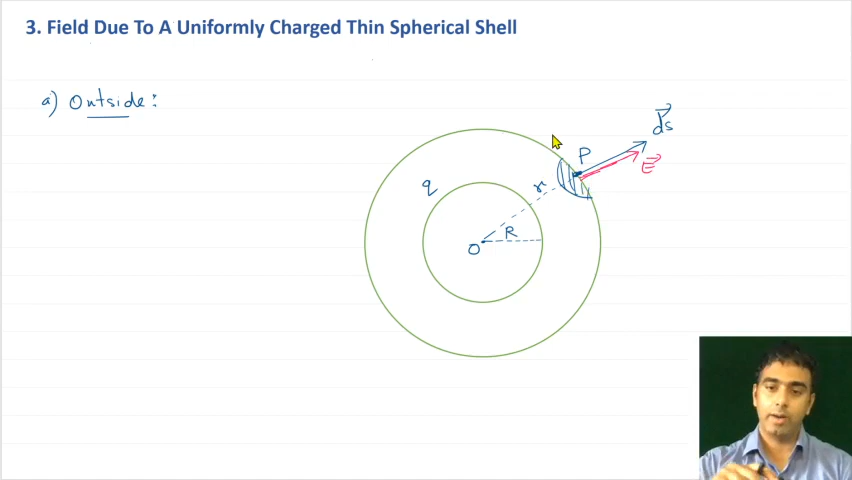 3. Field Due To A Uniformly Charged Thin Spherical Shell
a) Outside:
ds
P
E
q
r
R
O